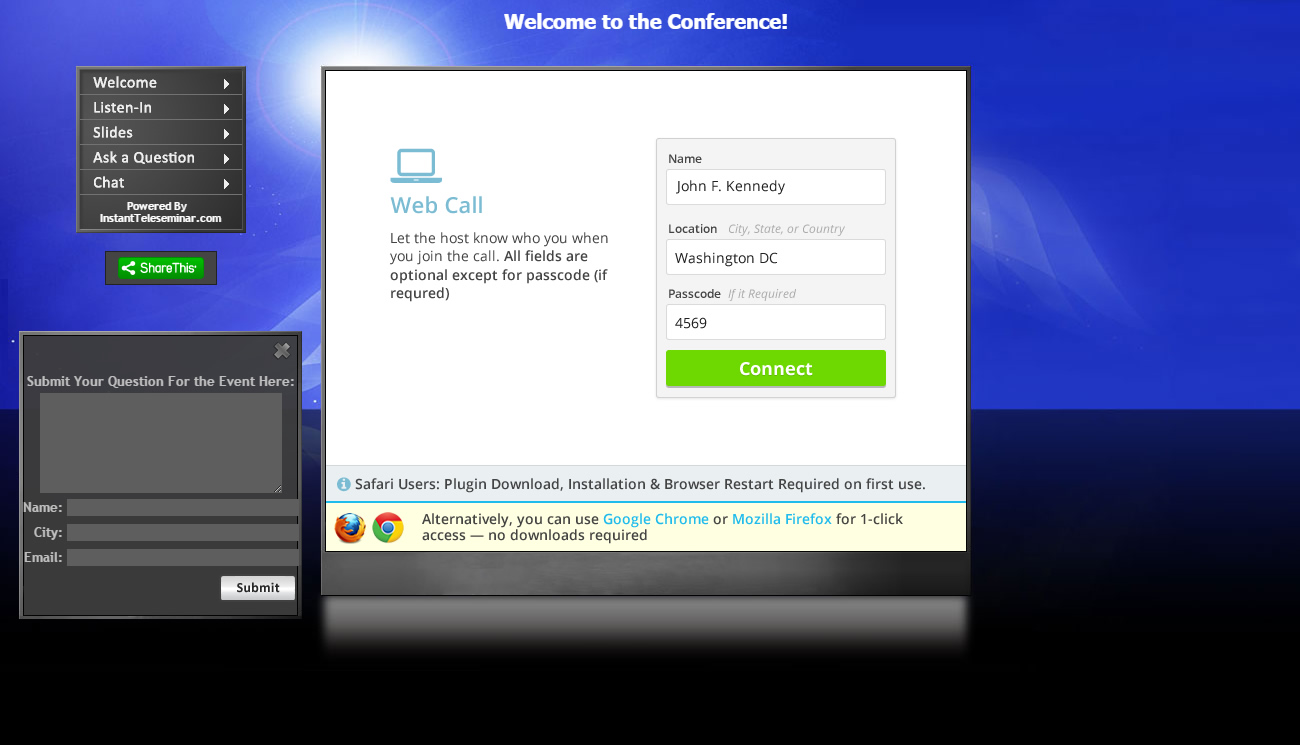 Welcome to the Conference!
Welcome
Listen-In
Slides
Ask a Question
Chat
Powered By
InstantTeleseminar.com
ShareThis
Submit Your Question For the Event Here:
Name:
City:
Email:
Submit
Web Call
Let the host know who you when
you join the call. All fields are
optional except for passcode (if
requred)
Name
John F. Kennedy
Location City, State, or Country
Washington DC
Passcode If it Required
4569
Connect
Safari Users: Plugin Download, Installation & Browser Restart Required on first use.
Alternatively, you can use Google Chrome or Mozilla Firefox for 1-click
access — no downloads required